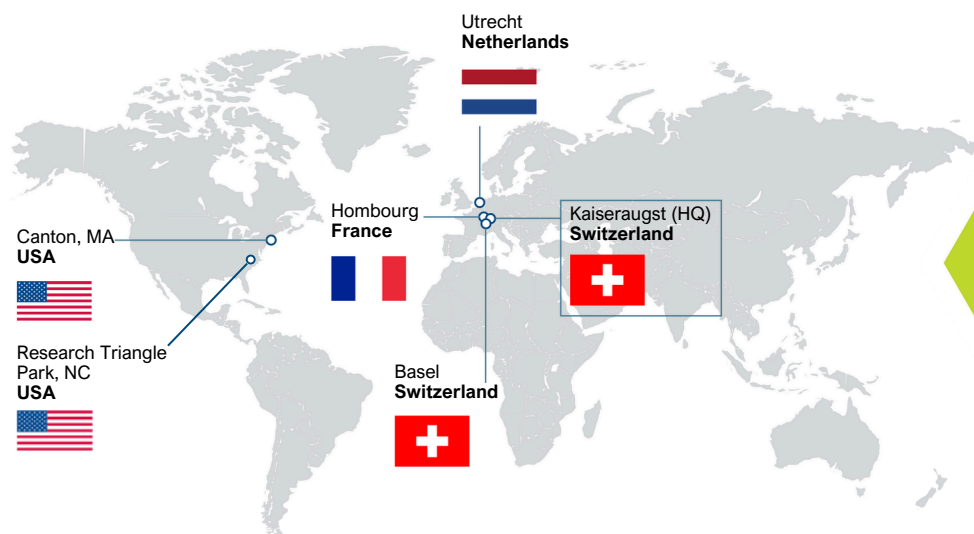 Utrecht
Netherlands
Hombourg
France
Kaiseraugst (HQ)
Switzerland
Canton, MA
USA
Research Triangle
Park, NC
USA
Basel
Switzerland